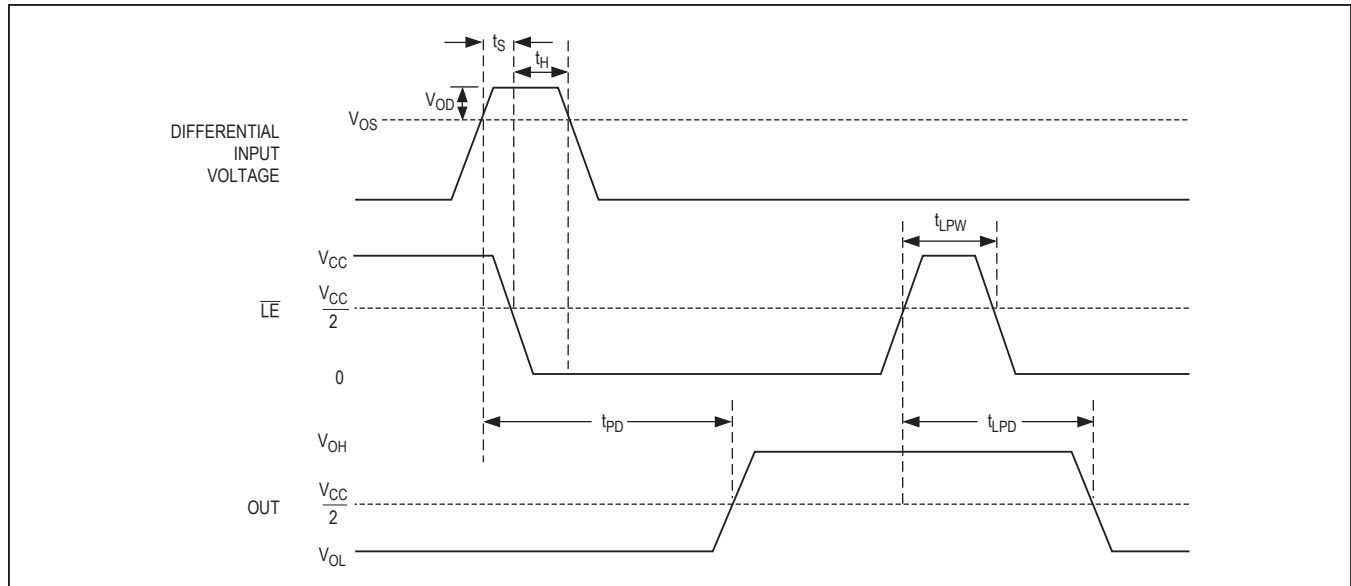 tS
tH
VOD
VOS
DIFFERENTIAL
INPUT
VOLTAGE
tLPW
VCC
LE
VCC
2
0
tPD
tLPD
VOH
OUT
VCC
2
VOL